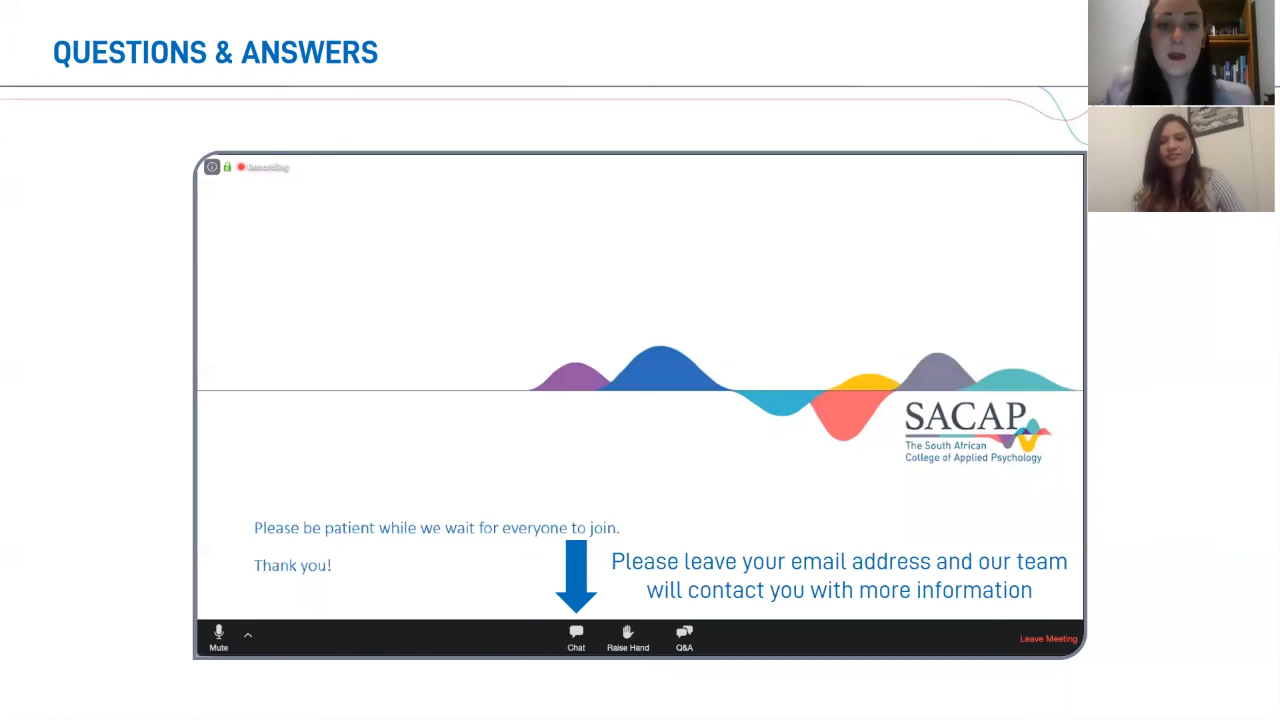 QUESTIONS & ANSWERS
Recording
SACAP
The South African
College of Applied Psychology
Please be patient while we wait for everyone to join.
Thank you!
Please leave your email address and our team
will contact you with more information
Mute
Chat
Raise Hand
Q&A
Leave Meeting